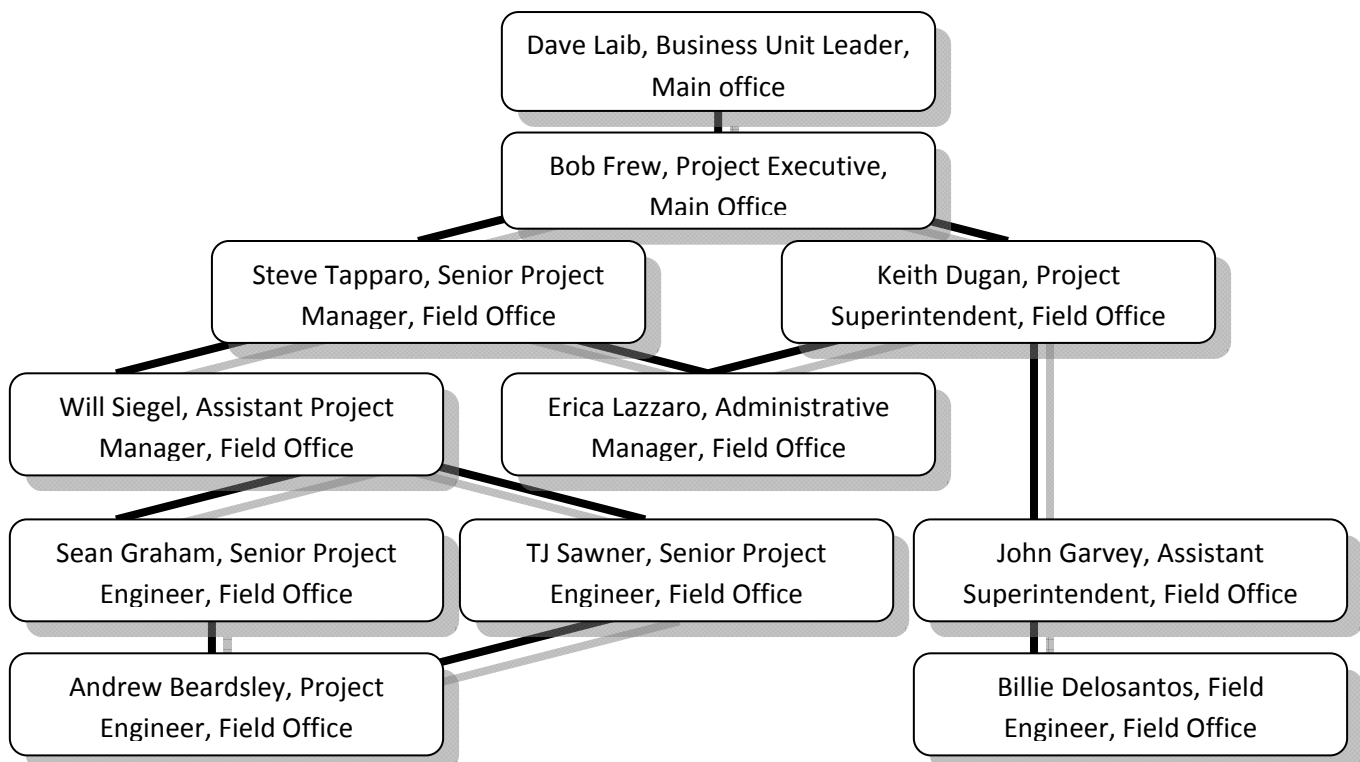 Dave Laib, Business Unit Leader,
Main office
Bob Frew, Project Executive,
Main Office
Steve Tapparo, Senior Project
Manager, Field Office
Keith Dugan, Project
Superintendent, Field Office
Will Siegel, Assistant Project
Manager, Field Office
Erica Lazzaro, Administrative
Manager, Field Office
Sean Graham, Senior Project
Engineer, Field Office
TJ Sawner, Senior Project
Engineer, Field Office
John Garvey, Assistant
Superintendent, Field Office
Andrew Beardsley, Project
Engineer, Field Office
Billie Delosantos, Field
Engineer, Field Office